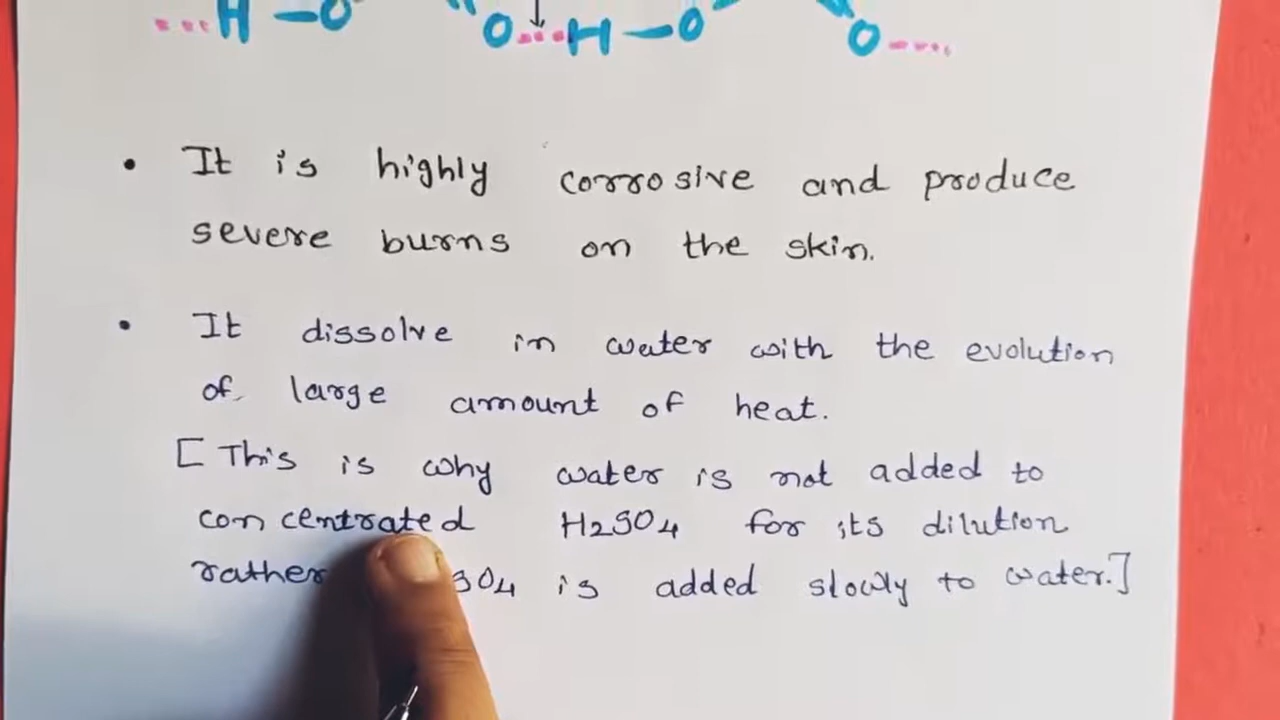 H – O O H – O O
• It is highly corrosive and produce
severe burns on the skin.
• It dissolve in water with the evolution
of large amount of heat.
[This is why water is not added to
concentrated H2SO4 for its dilution
rather SO4 is added slowly to water.]